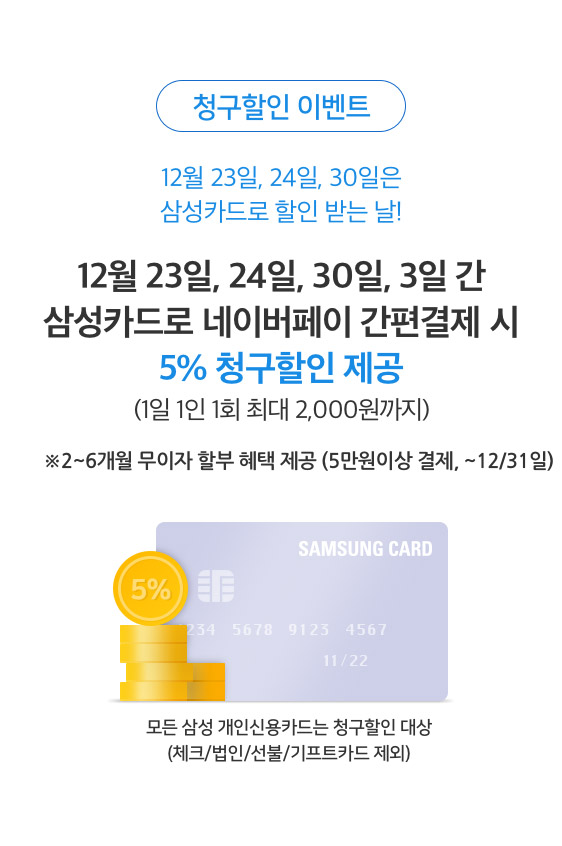 청구할인 이벤트
12월 23일, 24일, 30일은
삼성카드로 할인 받는 날!
12월 23일, 24일, 30일, 3일 간
삼성카드로 네이버페이 간편결제 시
5% 청구할인 제공
(1일 1인 1회 최대 2,000원까지)
※2~6개월 무이자 할부 혜택 제공 (5만원이상 결제, ~12/31일)
SAMSUNG CARD
5%
234 5678 9123 4567
11/22
모든 삼성 개인신용카드는 청구할인 대상
(체크/법인/선불/기프트카드 제외)